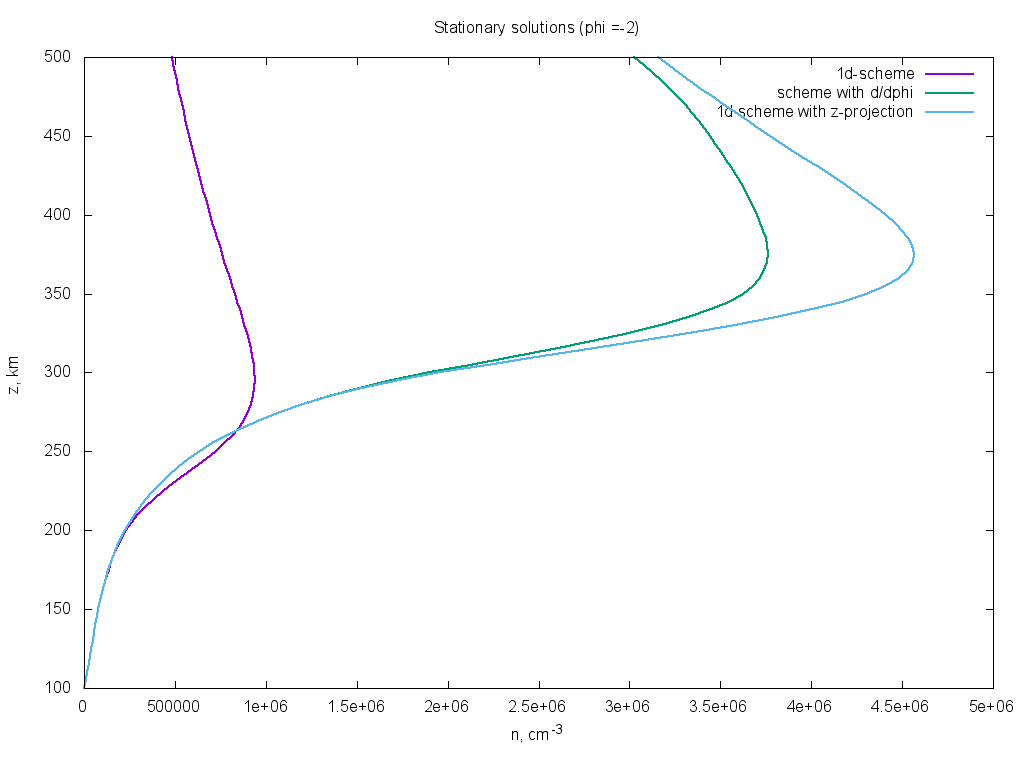 Stationary solutions (phi =-2)
500
450
400
350
300
250
200
150
100
z, km
1d-scheme
scheme with d/dphi
1d scheme with z-projection
0 500000 1e+06 1.5e+06 2e+06 2.5e+06 3e+06 3.5e+06 4e+06 4.5e+06 5e+06
n, cm-3